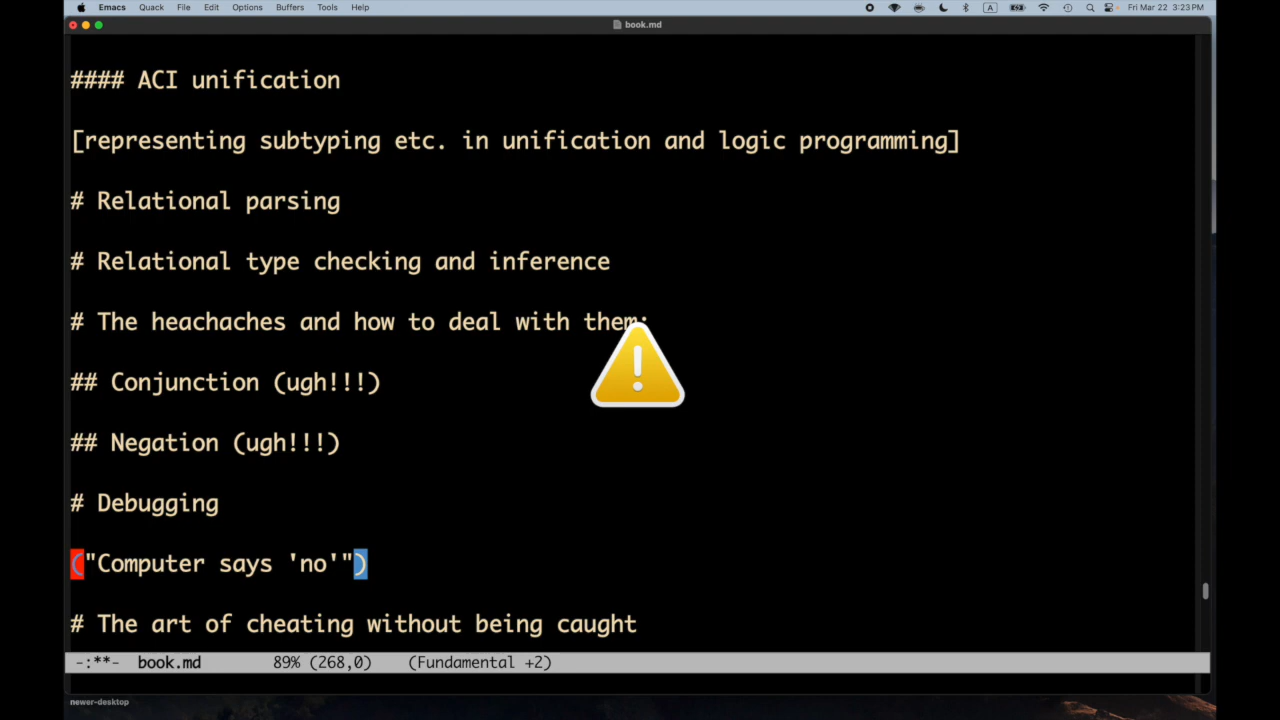 Emacs Quack File Edit Options Buffers Tools Help A Fri Mar 22 3:23 PM
book.md
#### ACI unification
[representing subtyping etc. in unification and logic programming]
# Relational parsing
# Relational type checking and inference
# The heachaches and how to deal with them:
## Conjunction (ugh!!!)
## Negation (ugh!!!)
# Debugging
("Computer says 'no'")
# The art of cheating without being caught
-:**- book.md 89% (268,0) (Fundamental +2)
newer-desktop